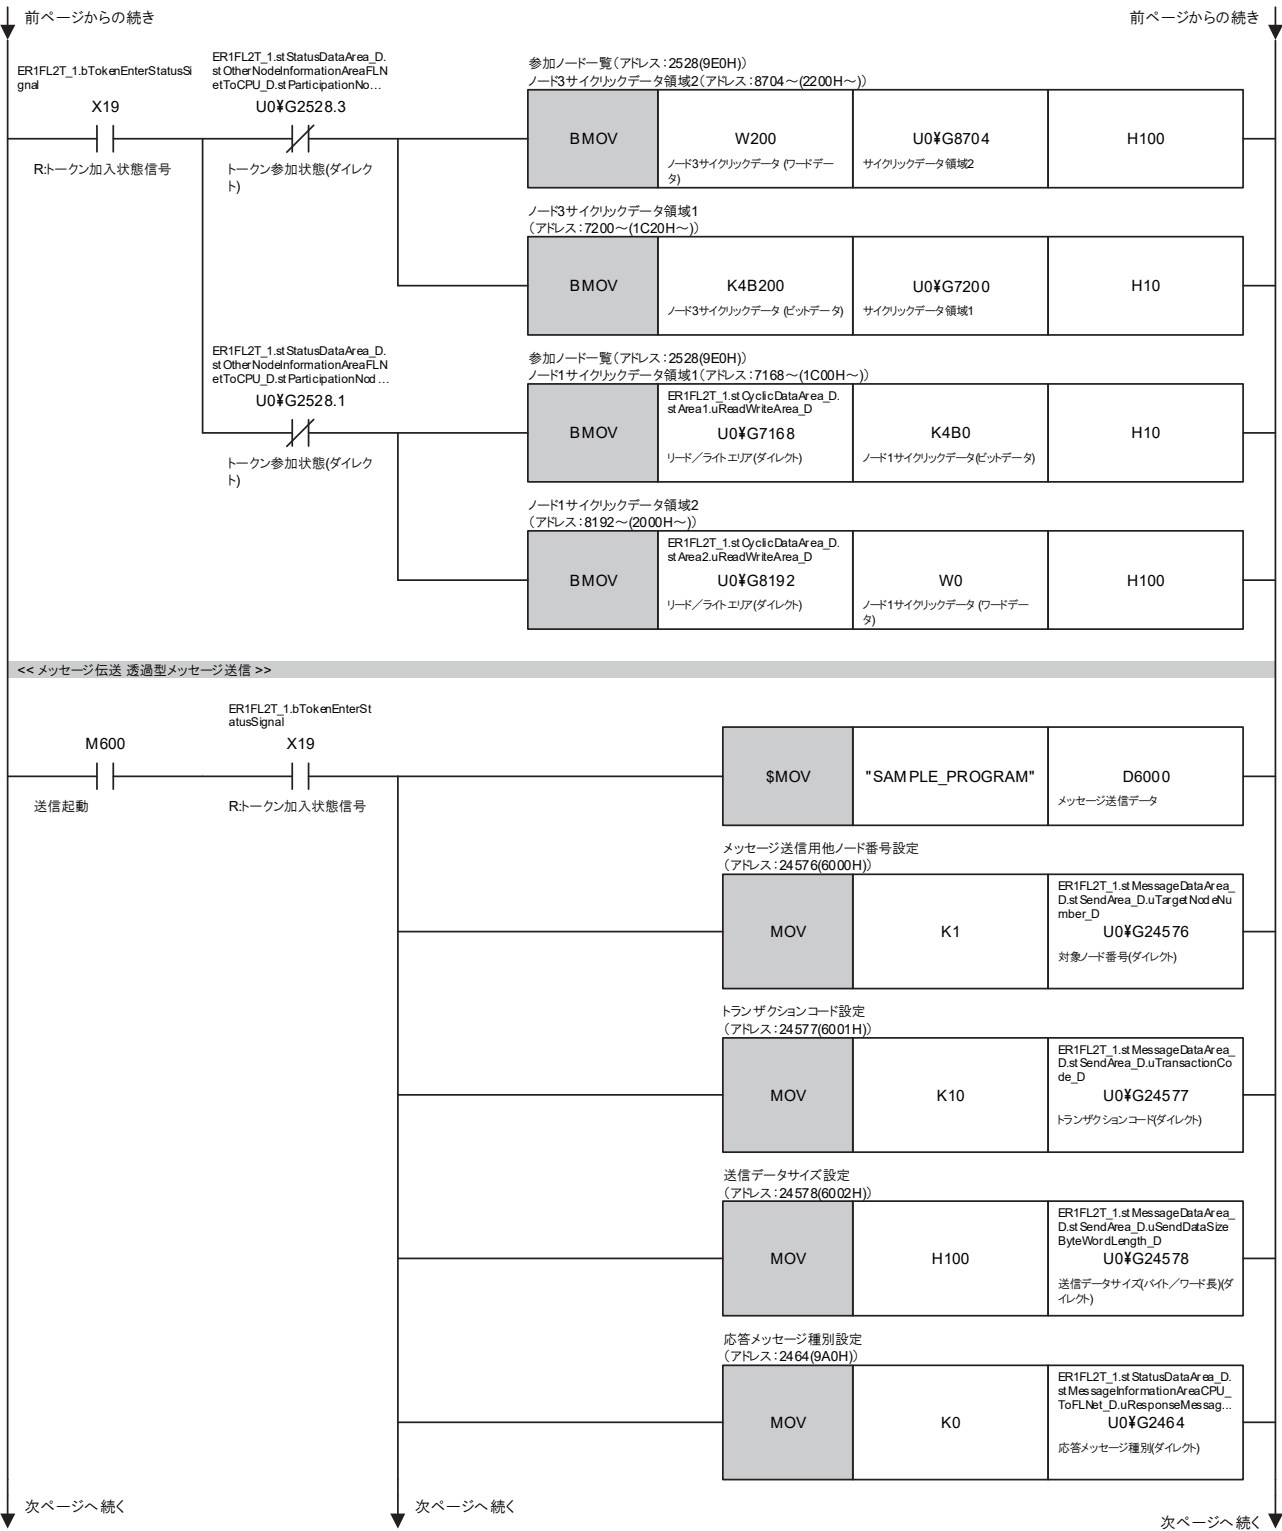 前ページからの続き
前ページからの続き
ER1FL2T_1.bTokenEnterStatusSi
gnal
X19
R:トークン加入状態信号
ER1FL2T_1.stStatusDataArea_D.
stOtherNodeInformationAreaFLN
etToCPU_D.stParticipationNo...
U0¥G2528.3
トークン参加状態(ダイレク
ト)
参加ノード一覧(アドレス:2528(9E0H))
ノード3サイクリックデータ領域2(アドレス:8704～(2200H～))
BMOV
W200
ノード3サイクリックデータ (ワードデー
タ)
U0¥G8704
サイクリックデータ領域2
H100
ノード3サイクリックデータ領域1
(アドレス:7200～(1C20H～))
BMOV
K4B200
ノード3サイクリックデータ (ビットデータ)
U0¥G7200
サイクリックデータ領域1
H10
ER1FL2T_1.stStatusDataArea_D.
stOtherNodeInformationAreaFLN
etToCPU_D.stParticipationNod...
U0¥G2528.1
トークン参加状態(ダイレク
ト)
参加ノード一覧(アドレス:2528(9E0H))
ノード1サイクリックデータ領域1(アドレス:7168～(1C00H～))
BMOV
ER1FL2T_1.stCyclicDataArea_D.
stArea1.uReadWriteArea_D
U0¥G7168
リード／ライトエリア(ダイレクト)
K4B0
ノード1サイクリックデータ(ビットデータ)
H10
ノード1サイクリックデータ領域2
(アドレス:8192～(2000H～))
BMOV
ER1FL2T_1.stCyclicDataArea_D.
stArea2.uReadWriteArea_D
U0¥G8192
リード／ライトエリア(ダイレクト)
W0
ノード1サイクリックデータ (ワードデー
タ)
H100
<< メッセージ伝送 透過型メッセージ送信 >>
M600
送信起動
ER1FL2T_1.bTokenEnterSt
atusSignal
X19
R:トークン加入状態信号
$MOV
"SAMPLE_PROGRAM"
D6000
メッセージ送信データ
メッセージ送信用他ノード番号設定
(アドレス:24576(6000H))
MOV
K1
ER1FL2T_1.stMessageDataArea_
D.stSendArea_D.uTargetNodeNu
mber_D
U0¥G24576
対象ノード番号(ダイレクト)
トランザクションコード設定
(アドレス:24577(6001H))
MOV
K10
ER1FL2T_1.stMessageDataArea_
D.stSendArea_D.uTransactionCo
de_D
U0¥G24577
トランザクションコード(ダイレクト)
送信データサイズ設定
(アドレス:24578(6002H))
MOV
H100
ER1FL2T_1.stMessageDataArea_
D.stSendArea_D.uSendDataSize
ByteWordLength_D
U0¥G24578
送信データサイズ(バイト／ワード長)(ダ
イレクト)
応答メッセージ種別設定
(アドレス:2464(9A0H))
MOV
K0
ER1FL2T_1.stStatusDataArea_D.
stMessageInformationAreaCPU_
ToFLNet_D.uResponseMessag...
U0¥G2464
応答メッセージ種別(ダイレクト)
次ページへ続く
次ページへ続く
次ページへ続く